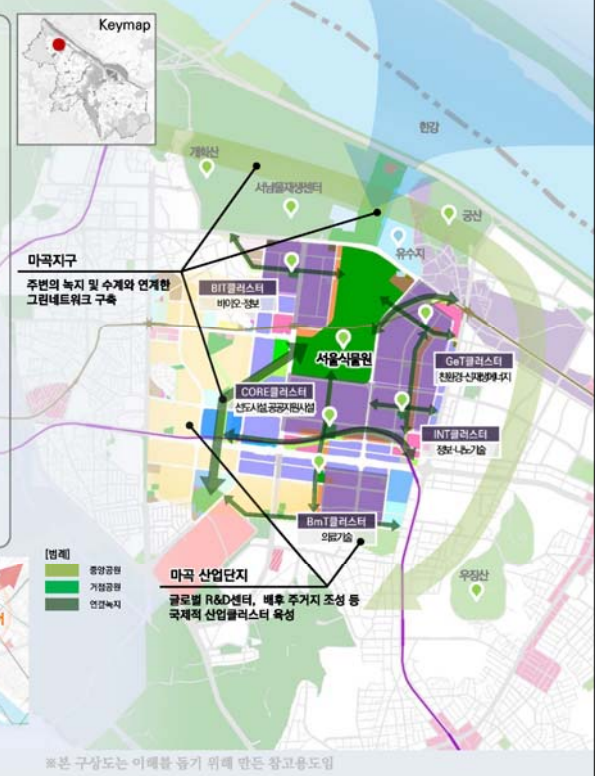 Keymap
한강
개화산
서남물재생센터
궁산
유수지
마곡지구
주변의 녹지 및 수계와 연계한
그린네트워크 구축
BIT클러스터
바이오·정보
서울식물원
GeT클러스터
친환경·신재생에너지
CORE클러스터
선도시설,공공지원시설
INT클러스터
정보·나노기술
BmT클러스터
의료기술
[범례]
중앙공원
거점공원
연결녹지
마곡 산업단지
글로벌 R&D센터, 배후 주거지 조성 등
국제적 산업클러스터 육성
우장산
※본 구상도는 이해를 돕기 위해 만든 참고용도임